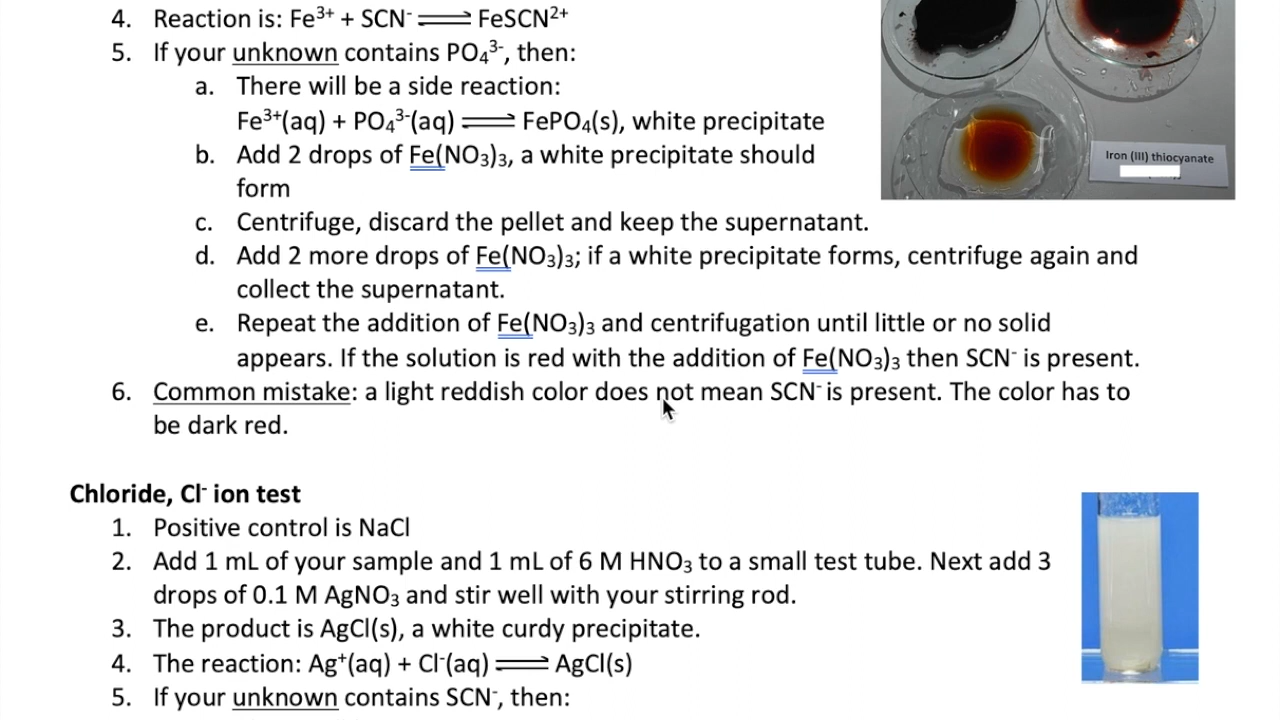 4. Reaction is: Fe³⁺ + SCN⁻ ⇌ FeSCN²⁺
5. If your unknown contains PO₄³⁻, then:
a. There will be a side reaction:
Fe³⁺(aq) + PO₄³⁻(aq) ⇌ FePO₄(s), white precipitate
b. Add 2 drops of Fe(NO₃)₃, a white precipitate should
form
Iron (III) thiocyanate
c. Centrifuge, discard the pellet and keep the supernatant.
d. Add 2 more drops of Fe(NO₃)₃; if a white precipitate forms, centrifuge again and
collect the supernatant.
e. Repeat the addition of Fe(NO₃)₃ and centrifugation until little or no solid
appears. If the solution is red with the addition of Fe(NO₃)₃ then SCN⁻ is present.
6. Common mistake: a light reddish color does not mean SCN⁻ is present. The color has to
be dark red.
Chloride, Cl⁻ ion test
1. Positive control is NaCl
2. Add 1 mL of your sample and 1 mL of 6 M HNO₃ to a small test tube. Next add 3
drops of 0.1 M AgNO₃ and stir well with your stirring rod.
3. The product is AgCl(s), a white curdy precipitate.
4. The reaction: Ag⁺(aq) + Cl⁻(aq) ⇌ AgCl(s)
5. If your unknown contains SCN⁻, then: